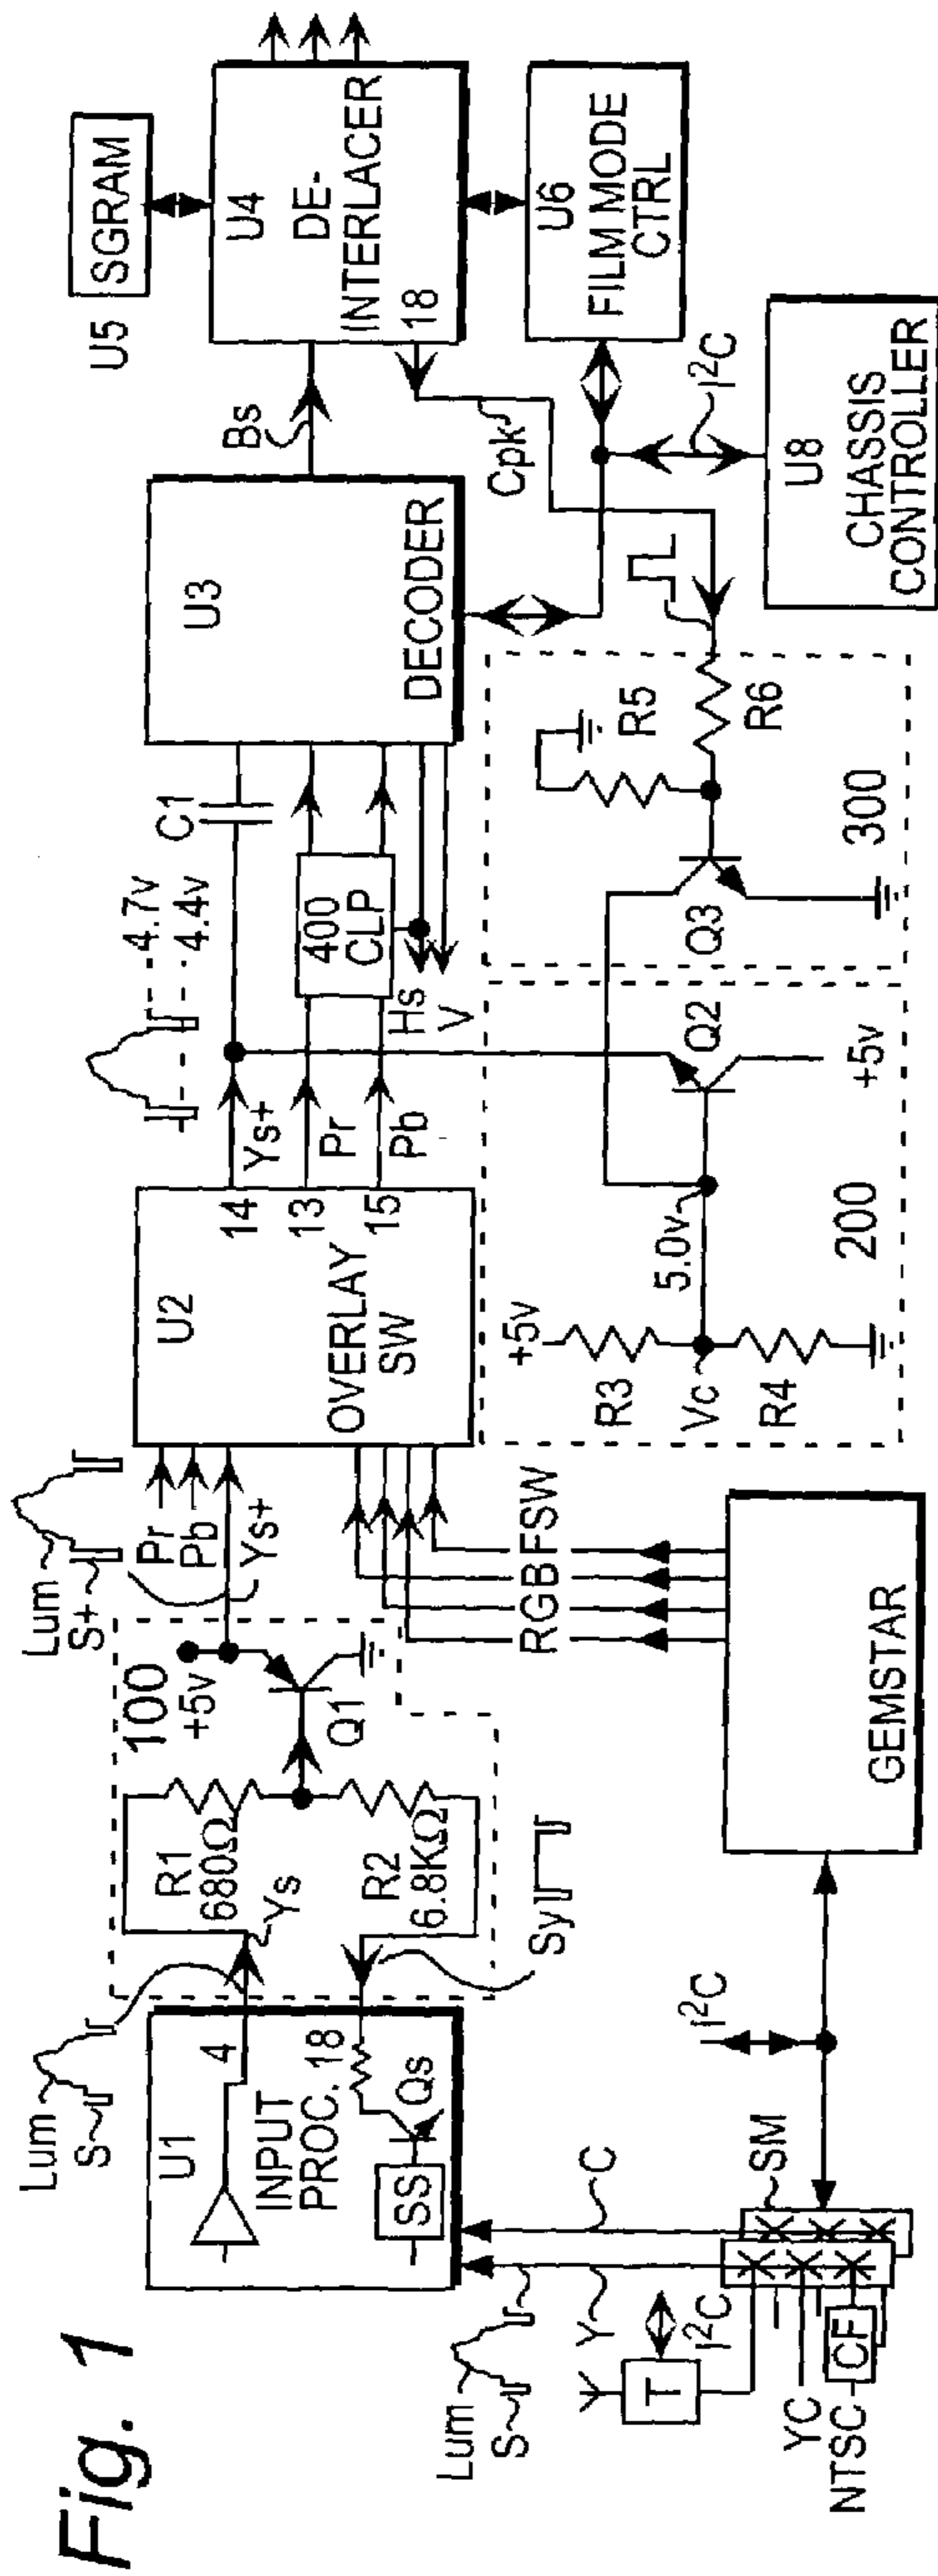 Fig. 1
Lum
S
U1
4
INPUT
PROC. 18
SS
Qs
Lum
S
Y
C
Y
T
I²C
YC
NTSC
CF
SM
I²C
100
+5v
R1
680Ω
Ys
R2
6.8KΩ
Sy
Q1
Lum
S+
Pr
Pb
Ys+
U2
OVERLAY
SW
14
13
15
RGBFSW
GEMSTAR
Ys+
Pr
Pb
4.7v
4.4v
C1
400
CLP
Hs
V
U3
DECODER
Bs
U5
SGRAM
U4
DE-
INTERLACER
18
U6
FILM MODE
CTRL
Cpk
I²C
U8
CHASSIS
CONTROLLER
200
+5v
R3
Vc
R4
5.0v
Q2
+5v
300
Q3
R5
R6